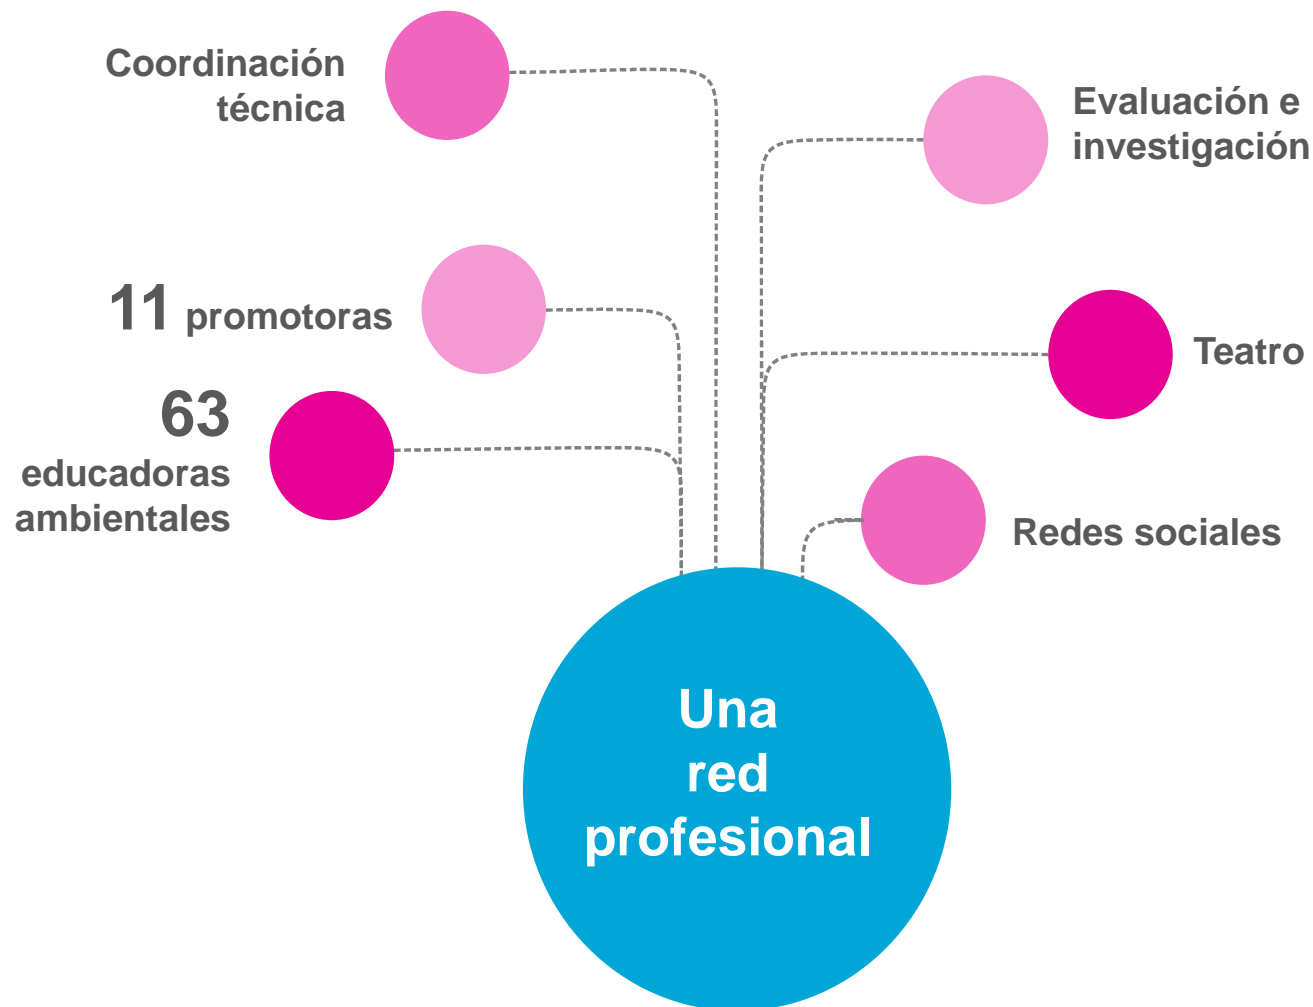 Coordinación
técnica
Evaluación e
investigación
11 promotoras
Teatro
63
educadoras
ambientales
Redes sociales
Una
red
profesional